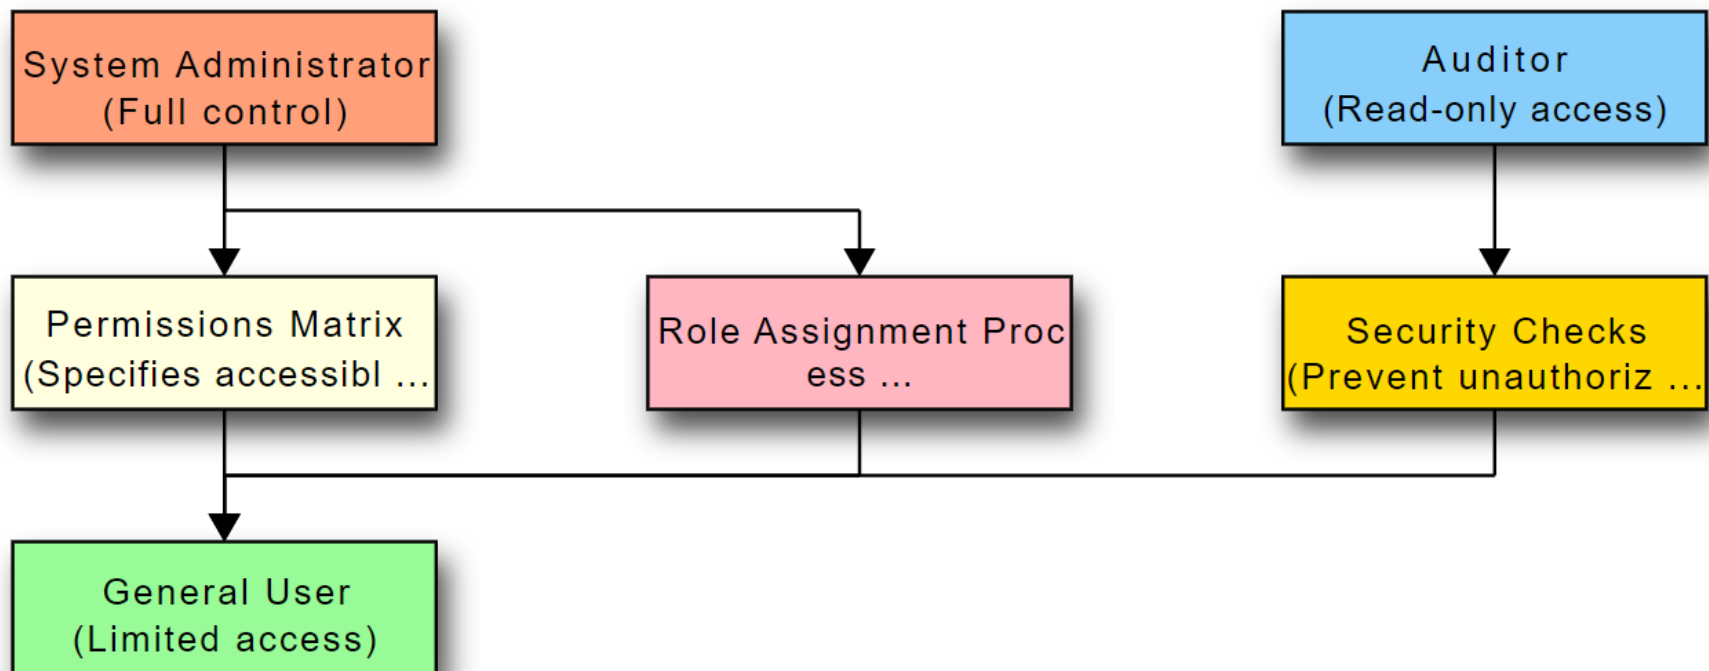 System Administrator
(Full control)
Auditor
(Read-only access)
Permissions Matrix
(Specifies accessibl ...
Role Assignment Proc
ess ...
Security Checks
(Prevent unauthoriz ...
General User
(Limited access)